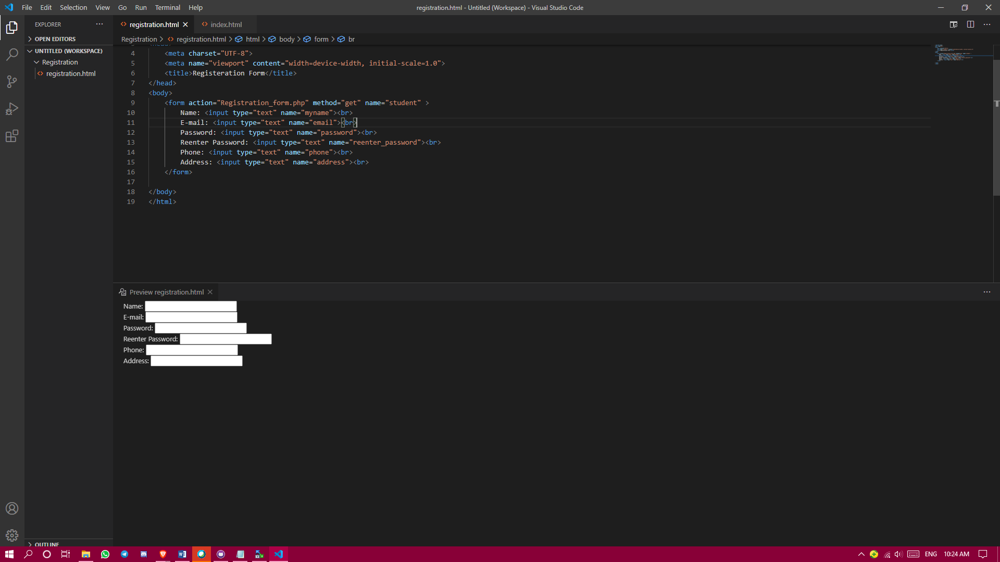 File Edit Selection View Go Run Terminal Help
registration.html - Untitled (Workspace) - Visual Studio Code
EXPLORER
OPEN EDITORS
UNTITLED (WORKSPACE)
Registration
registration.html
OUTLINE
registration.html
index.html
Registration > registration.html > html > body > form > br
4 <meta charset="UTF-8">
5 <meta name="viewport" content="width=device-width, initial-scale=1.0">
6 <title>Registeration Form</title>
7 </head>
8 <body>
9 <form action="Registration_form.php" method="get" name="student" >
10 Name: <input type="text" name="myname"><br>
11 E-mail: <input type="text" name="email"><br>
12 Password: <input type="text" name="password"><br>
13 Reenter Password: <input type="text" name="reenter_password"><br>
14 Phone: <input type="text" name="phone"><br>
15 Address: <input type="text" name="address"><br>
16 </form>
17
18 </body>
19 </html>
Preview registration.html
Name:
E-mail:
Password:
Reenter Password:
Phone:
Address:
ENG 10:24 AM